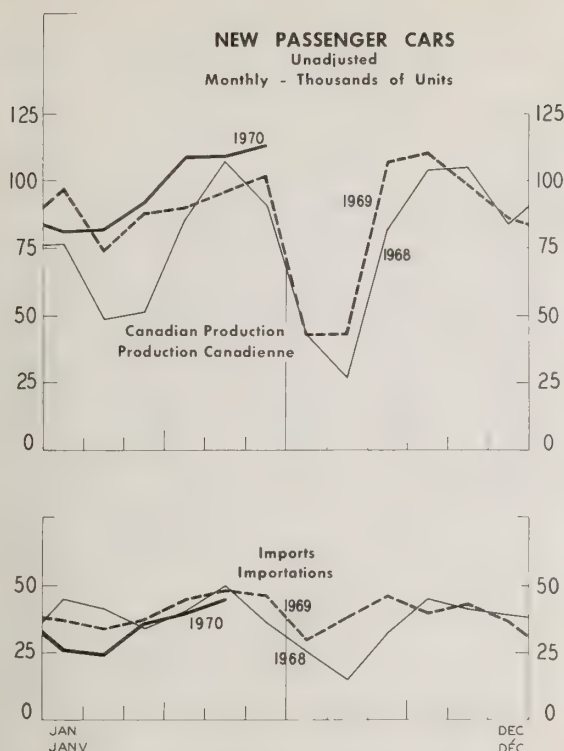 NEW PASSENGER CARS
Unadjusted
Monthly - Thousands of Units
125
125
1970
100
100
1969
75
75
1968
50
50
Canadian Production
Production Canadienne
25
25
0
0
Imports
Importations
50
50
1969
1970
25
25
1968
0
0
JAN
DEC
JANV
DÉC